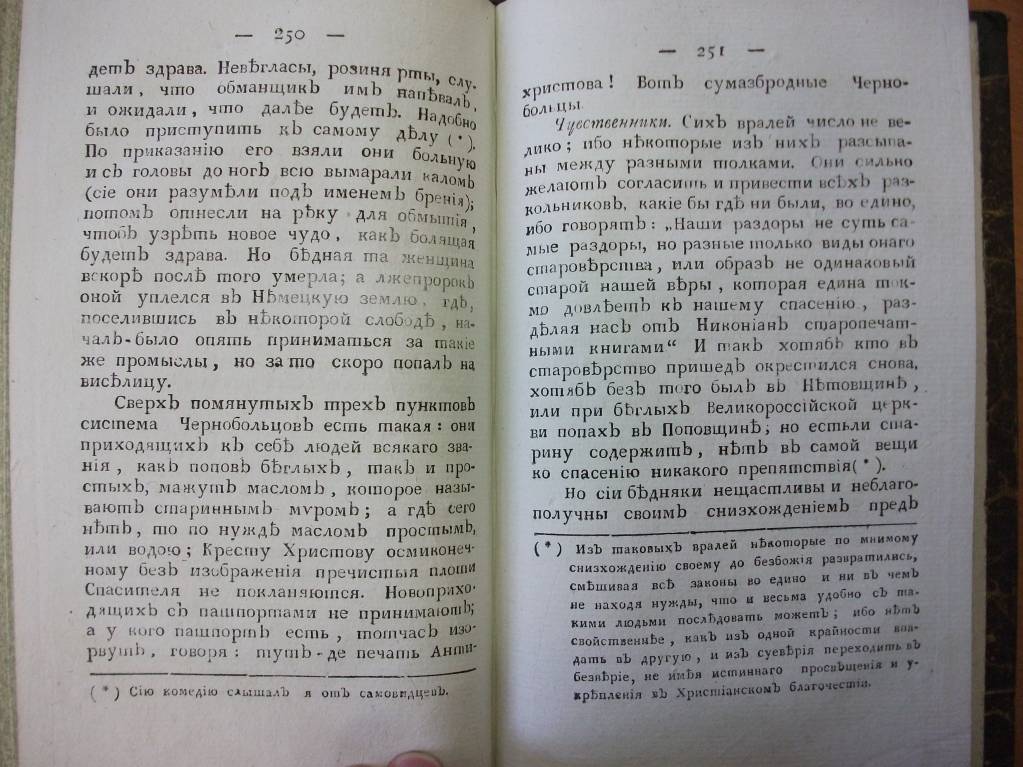 — 250 —
детъ здрава. Невѣгласы, розиня рты, слу-
шали, что обманщикъ имъ напѣвалъ,
и ожидали, что далѣе будетъ. Надобно
было приступить къ самому дѣлу (*).
По приказанію его взяли они больную
и съ головы до ногъ всю вымарали каломъ
(сіе они разумѣли подъ именемъ бренія);
потомъ отнесли на рѣку для обмытія,
чтобъ узрѣть новое чудо, какъ болящая
будетъ здрава. Но бѣдная та женщина
вскорѣ послѣ того умерла; а лжепророкъ
оной уплелся въ Нѣмецкую землю, гдѣ,
поселившись въ нѣкоторой слободѣ, на-
чалъ-было опять приниматься за такіе
же промыслы, но за то скоро попалъ на
висѣлицу.
Сверхъ помянутыхъ трехъ пунктовъ
система Чернобольцовъ есть такая: они
приходящихъ къ себѣ людей всякаго зва-
нія, какъ поповъ бѣглыхъ, такъ и про-
стыхъ, мажутъ масломъ, которое назы-
ваютъ стариннымъ мѵромъ; а гдѣ сего
нѣтъ, то по нуждѣ масломъ простымъ,
или водою; Кресту Христову осмиконеч-
ному безъ изображенія пречистыя плоти
Спасителя не покланяются. Новоприхо-
дящихъ съ пашпортами не принимаютъ;
а у кого пашпортъ есть, тотчасъ изо-
рвутъ, говоря: тутъ-де печать Анти-
(*) Сію комедію слышалъ я отъ самовидцевъ.
— 251 —
христова! Вотъ сумазбродные Черно-
больцы.
Чувственники. Сихъ вралей число не ве-
лико; ибо нѣкоторые изъ нихъ разсыпа-
ны между разными толками. Они сильно
желаютъ согласить и привести всѣхъ раз-
кольниковъ, какіе бы гдѣ ни были, во едино,
ибо говорятъ: „Наши раздоры не суть са-
мые раздоры, но разные только виды онаго
старовѣрства, или образъ не одинаковый
старой нашей вѣры, которая едина ток-
мо довлѣетъ къ нашему спасенію, раз-
дѣляя насъ отъ Никоніанъ старопечат-
ными книгами“ И такъ хотябъ кто въ
старовѣрство пришедъ окрестился снова,
хотябъ безъ того былъ въ Нѣтовщинѣ,
или при бѣглыхъ Великороссійской церк-
ви попахъ въ Поповщинѣ; но естьли ста-
рину содержитъ, нѣтъ въ самой вещи
ко спасенію никакого препятствія(*).
Но сіи бѣдняки нещастливы и неблаго-
получны своимъ снизхожденіемъ предъ
(*) Изъ таковыхъ вралей нѣкоторые по мнимому
снизхожденію своему до безбожія развратились,
смѣшивая всѣ законы во едино и ни въ чемъ
не находя нужды, что и весьма удобно съ та-
кими людьми послѣдовать можетъ; ибо нѣтъ
свойственнѣе, какъ изъ одной крайности впа-
дать въ другую, и изъ суевѣрія переходить въ
безвѣріе, не имѣя истиннаго просвѣщенія и у-
крѣпленія въ Христіанскомъ благочестіи.